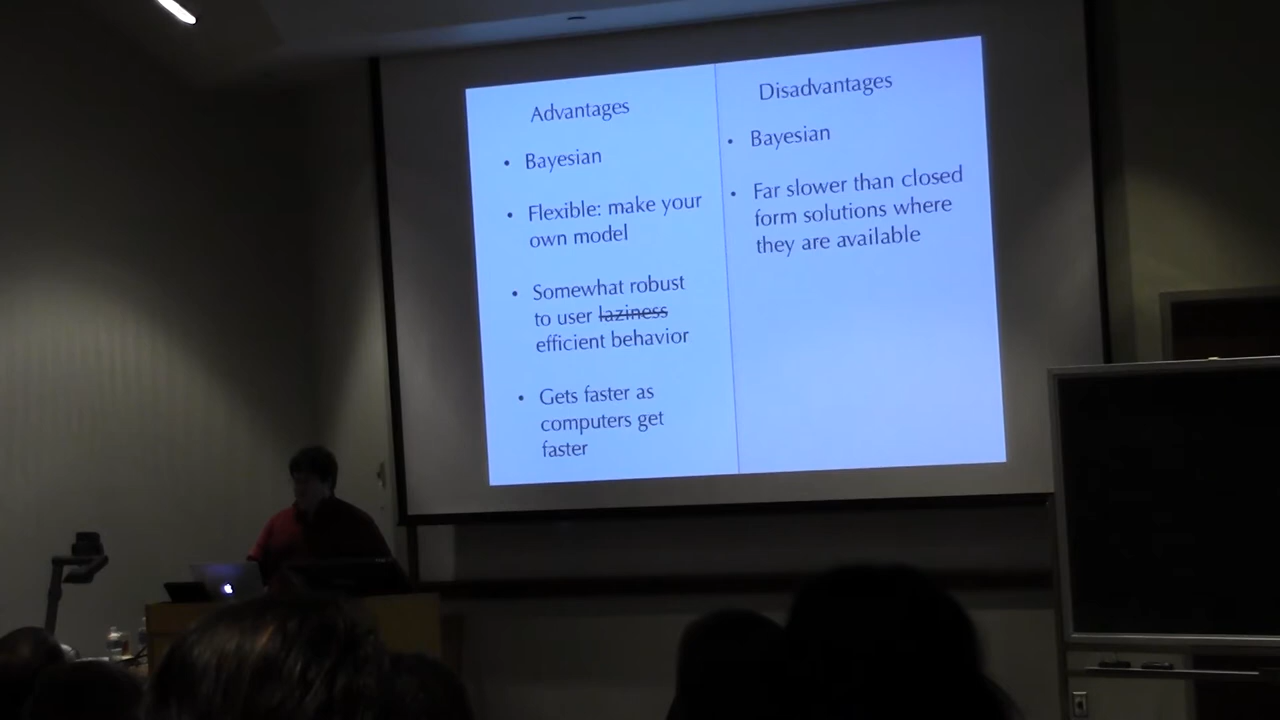 Advantages
• Bayesian
• Flexible: make your
own model
• Somewhat robust
to user laziness
efficient behavior
• Gets faster as
computers get
faster
Disadvantages
• Bayesian
• Far slower than closed
form solutions where
they are available